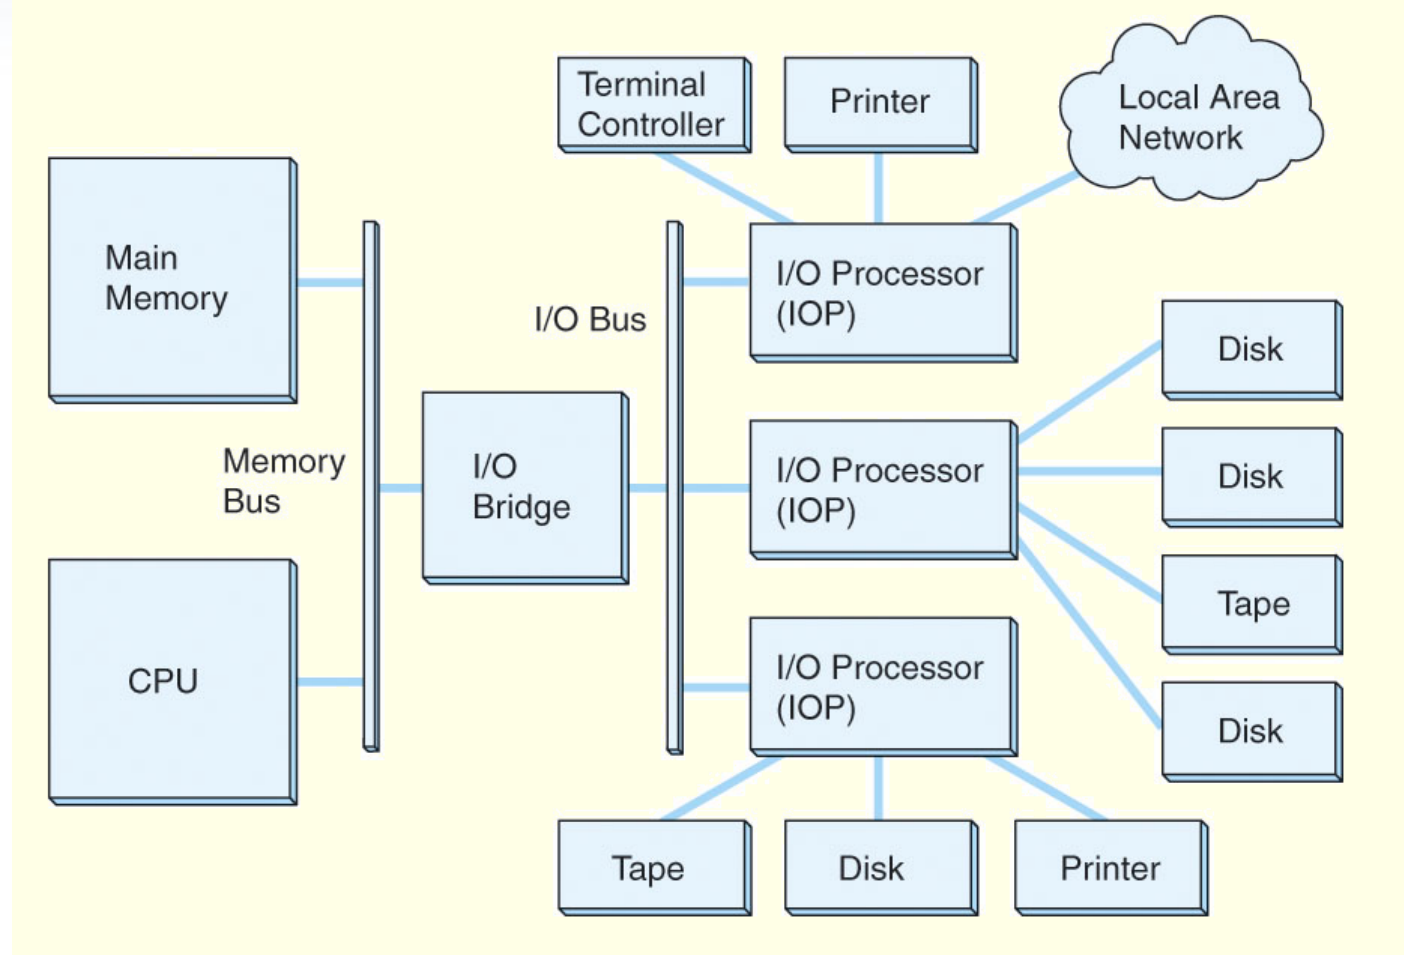 Terminal
Controller
Printer
Local Area
Network
Main
Memory
I/O Processor
(IOP)
I/O Bus
Disk
Memory
Bus
I/O
Bridge
I/O Processor
(IOP)
Disk
Tape
CPU
I/O Processor
(IOP)
Disk
Tape
Disk
Printer